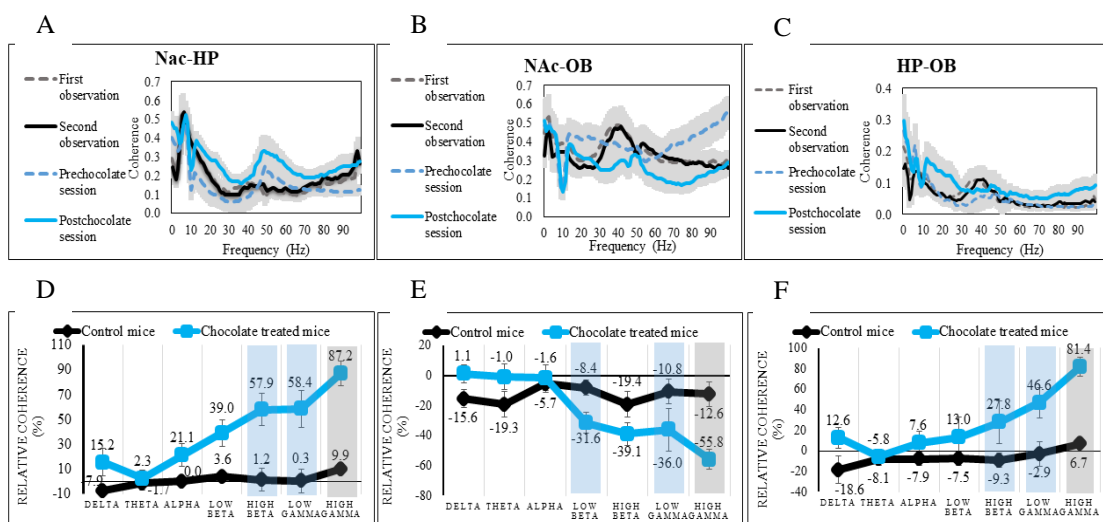 A
B
C
Nac-HP
NAc-OB
HP-OB
First
observation
Second
observation
Prechocolate
session
Postchocolate
session
Coherence
0.7
0.6
0.5
0.4
0.3
0.2
0.1
0.0
0 10 20 30 40 50 60 70 80 90
Frequency (Hz)
First
observation
Second
observation
Prehocolate
session
Postchocolate
session
Coherence
0.7
0.6
0.5
0.4
0.3
0.2
0.1
0.0
0 10 20 30 40 50 60 70 80 90
Frequency (Hz)
First
observation
Second
observation
Prechocolate
session
Postchocolate
session
Coherence
0.4
0.3
0.2
0.1
0.0
0 10 20 30 40 50 60 70 80 90
Frequency (Hz)
D
E
F
Control mice Chocolate treated mice
RELATIVE COHERENCE
(%)
110
90
70
50
30
10
-10
15.2 2.3 21.1 39.0 57.9 58.4 87.2
-7.9 -1.7 0.0 3.6 1.2 0.3 9.9
DELTA THETA ALPHA LOW BETA HIGH BETA LOW GAMMA HIGH GAMMA
Control mice Chocolate treated mice
RELATIVE COHERENCE
(%)
20
0
-20
-40
-60
-80
1.1 -1.0 -1.6 -8.4 -19.4 -10.8 -12.6
-15.6 -19.3 -5.7 -31.6 -39.1 -36.0 -55.8
DELTA THETA ALPHA LOW BETA HIGH BETA LOW GAMMA HIGH GAMMA
Control mice Chocolate treated mice
RELATIVE COHERENCE
(%)
100
80
60
40
20
0
-20
-40
12.6 -5.8 7.6 13.0 27.8 46.6 81.4
-18.6 -8.1 -7.9 -7.5 -9.3 -2.9 6.7
DELTA THETA ALPHA LOW BETA HIGH BETA LOW GAMMA HIGH GAMMA